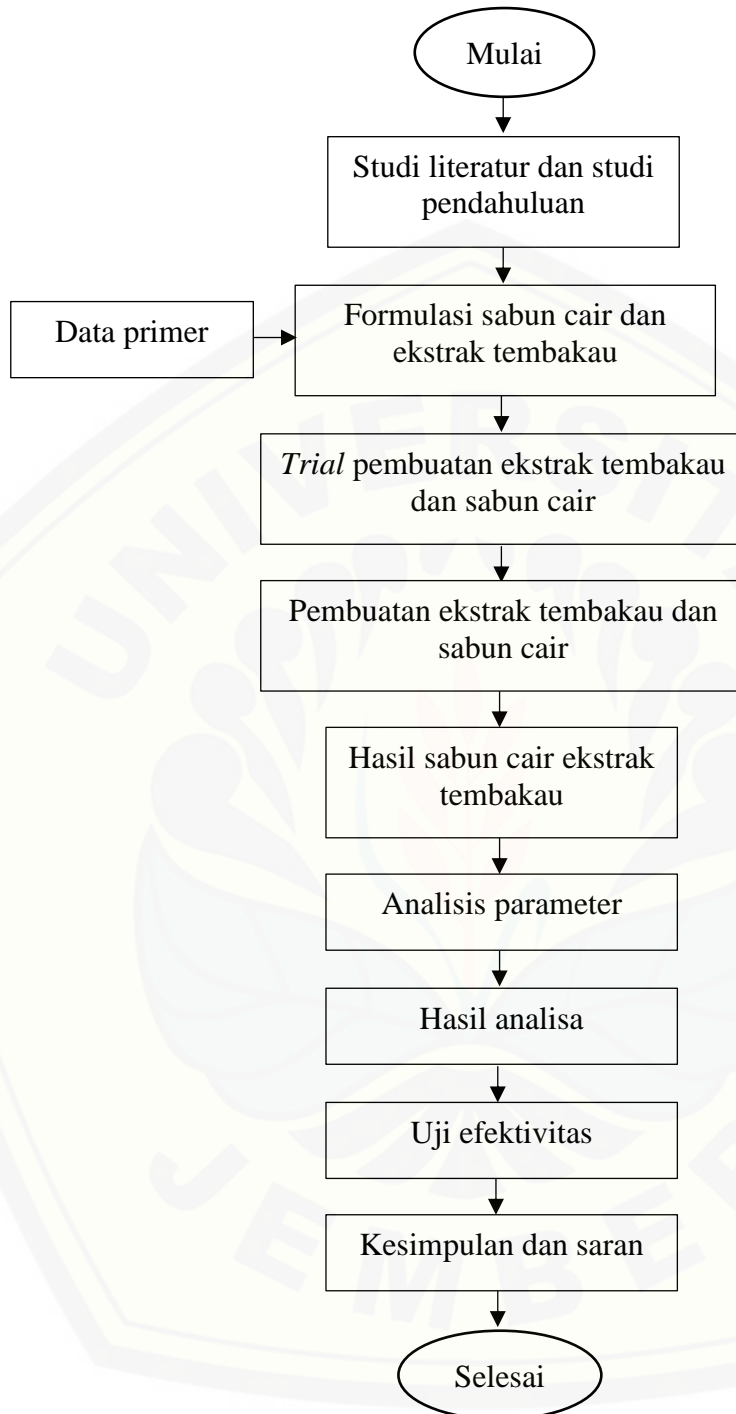 Mulai
Studi literatur dan studi
pendahuluan
Data primer
Formulasi sabun cair dan
ekstrak tembakau
Trial pembuatan ekstrak tembakau
dan sabun cair
Pembuatan ekstrak tembakau dan
sabun cair
Hasil sabun cair ekstrak
tembakau
Analisis parameter
Hasil analisa
Uji efektivitas
Kesimpulan dan saran
Selesai
UNIVERSITA
JEMBER